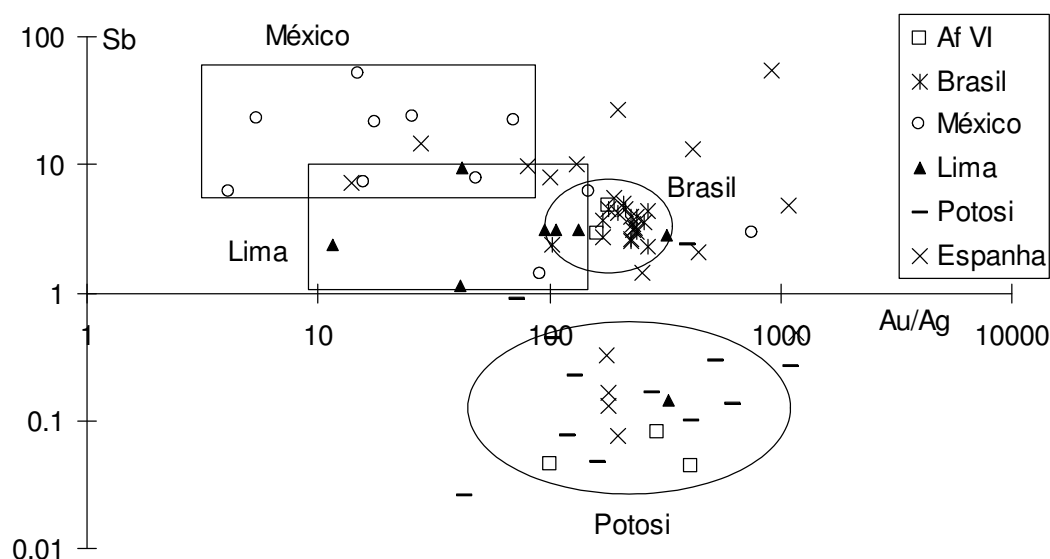 100
Sb
México
Af VI
Brasil
México
Lima
Potosi
Espanha
10
Brasil
Lima
1
Au/Ag
1
10
100
1000
10000
0.1
Potosi
0.01